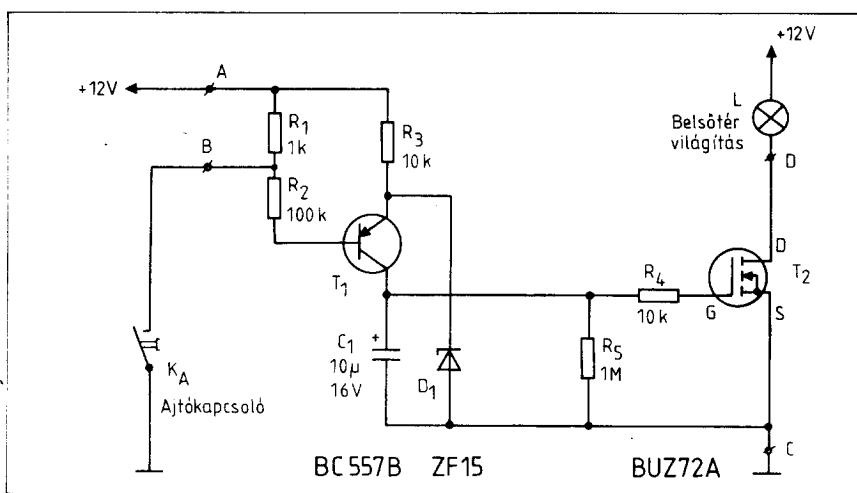 +12V
A
+12V
R1
1k
R3
10k
L
Belsőtér
világítás
B
D
R2
100k
T1
D
T2
R4
10k
G
S
C1
+
10µ
16V
D1
R5
1M
KA
Ajtókapcsoló
C
BC557B ZF15 BUZ72A